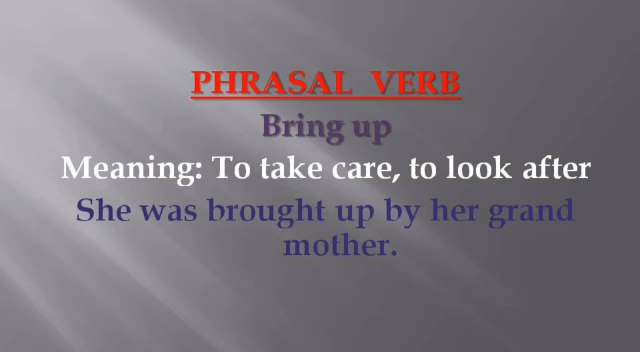 PHRASAL VERB
Bring up
Meaning: To take care, to look after
She was brought up by her grand
mother.